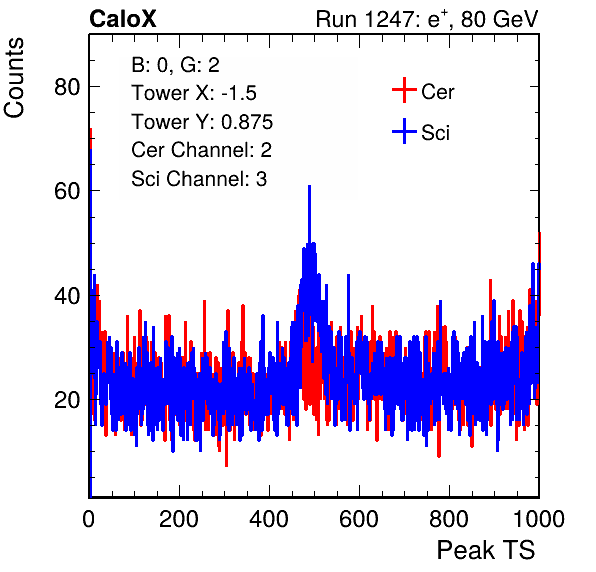 CaloX Run 1247: e⁺, 80 GeV
Counts
B: 0, G: 2
Tower X: -1.5
Tower Y: 0.875
Cer Channel: 2
Sci Channel: 3
Cer
Sci
80
60
40
20
0 200 400 600 800 1000
Peak TS